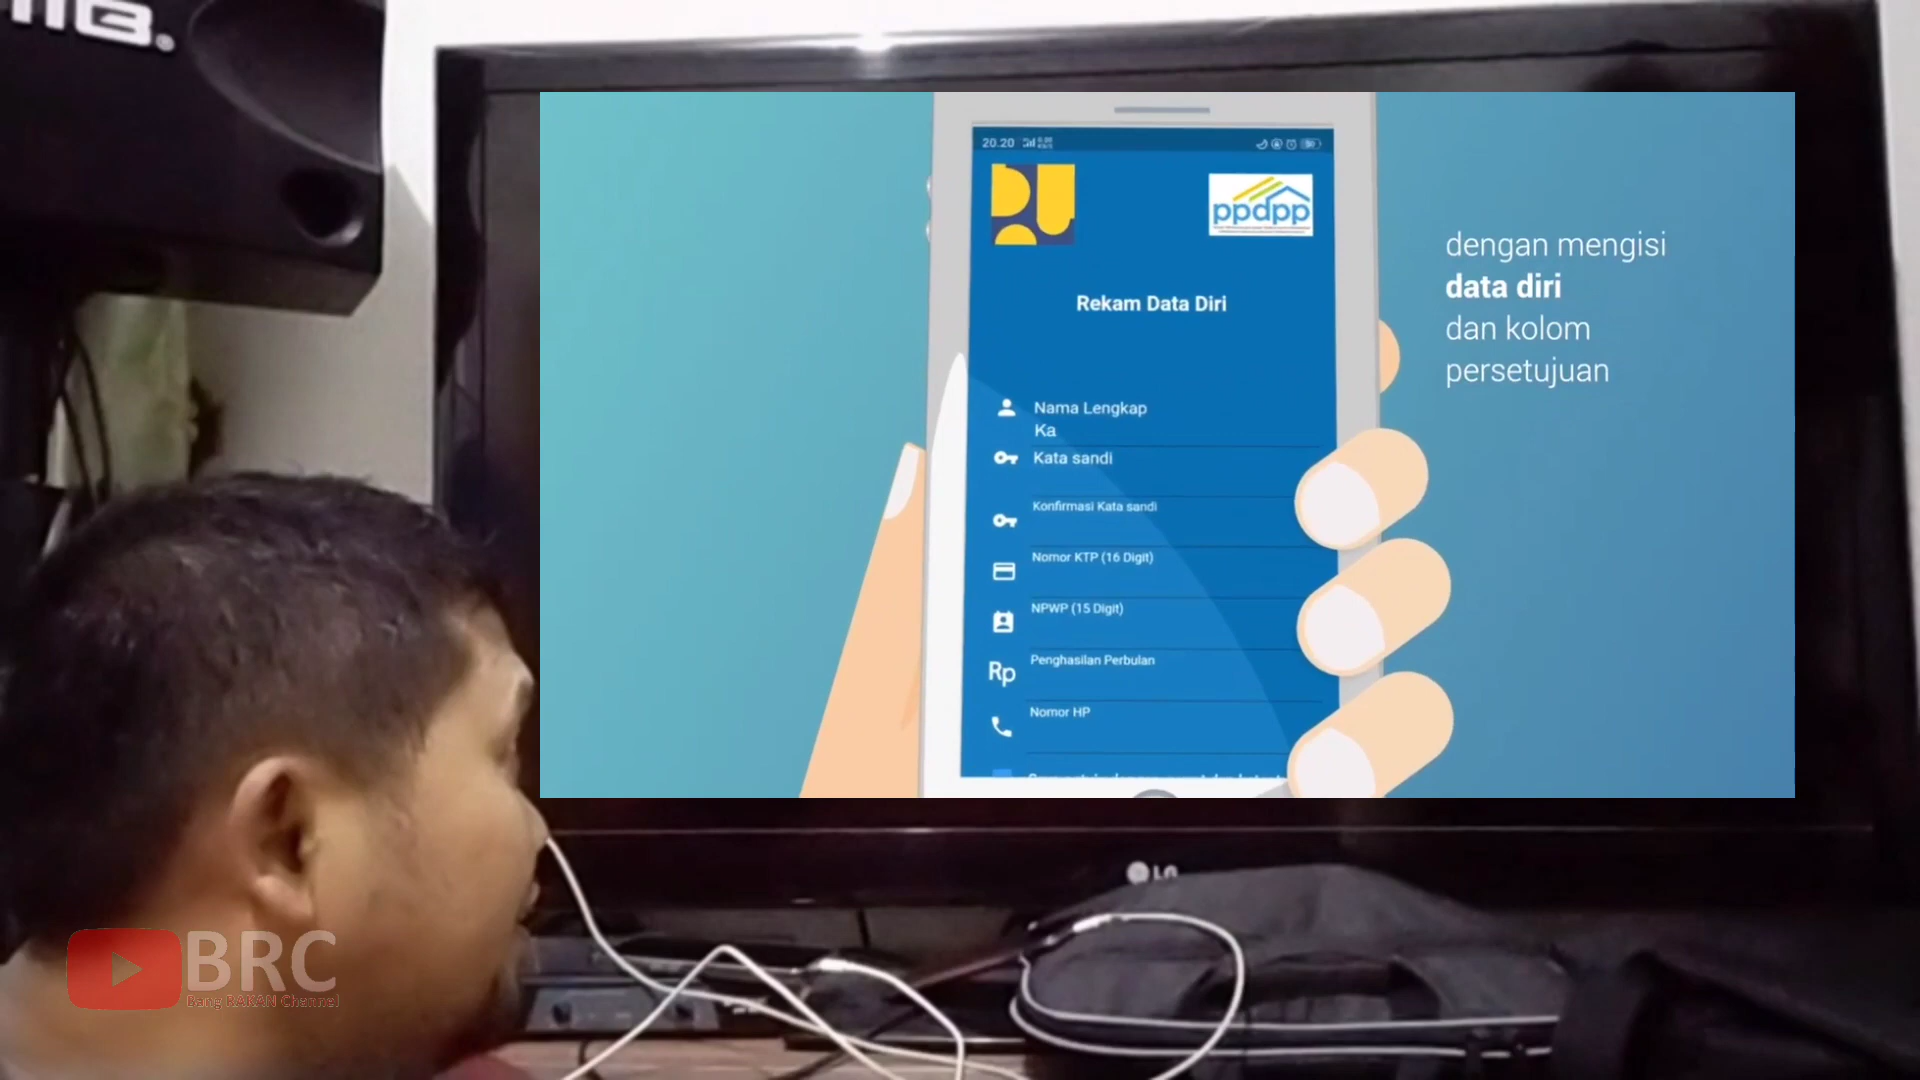 20.20
PU
ppdpp
Rekam Data Diri
Nama Lengkap
Ka
Kata sandi
Konfirmasi Kata sandi
Nomor KTP (16 Digit)
NPWP (15 Digit)
Rp
Penghasilan Perbulan
Nomor HP
dengan mengisi
data diri
dan kolom
persetujuan
LG
BRC
Bang RAKAN Channel